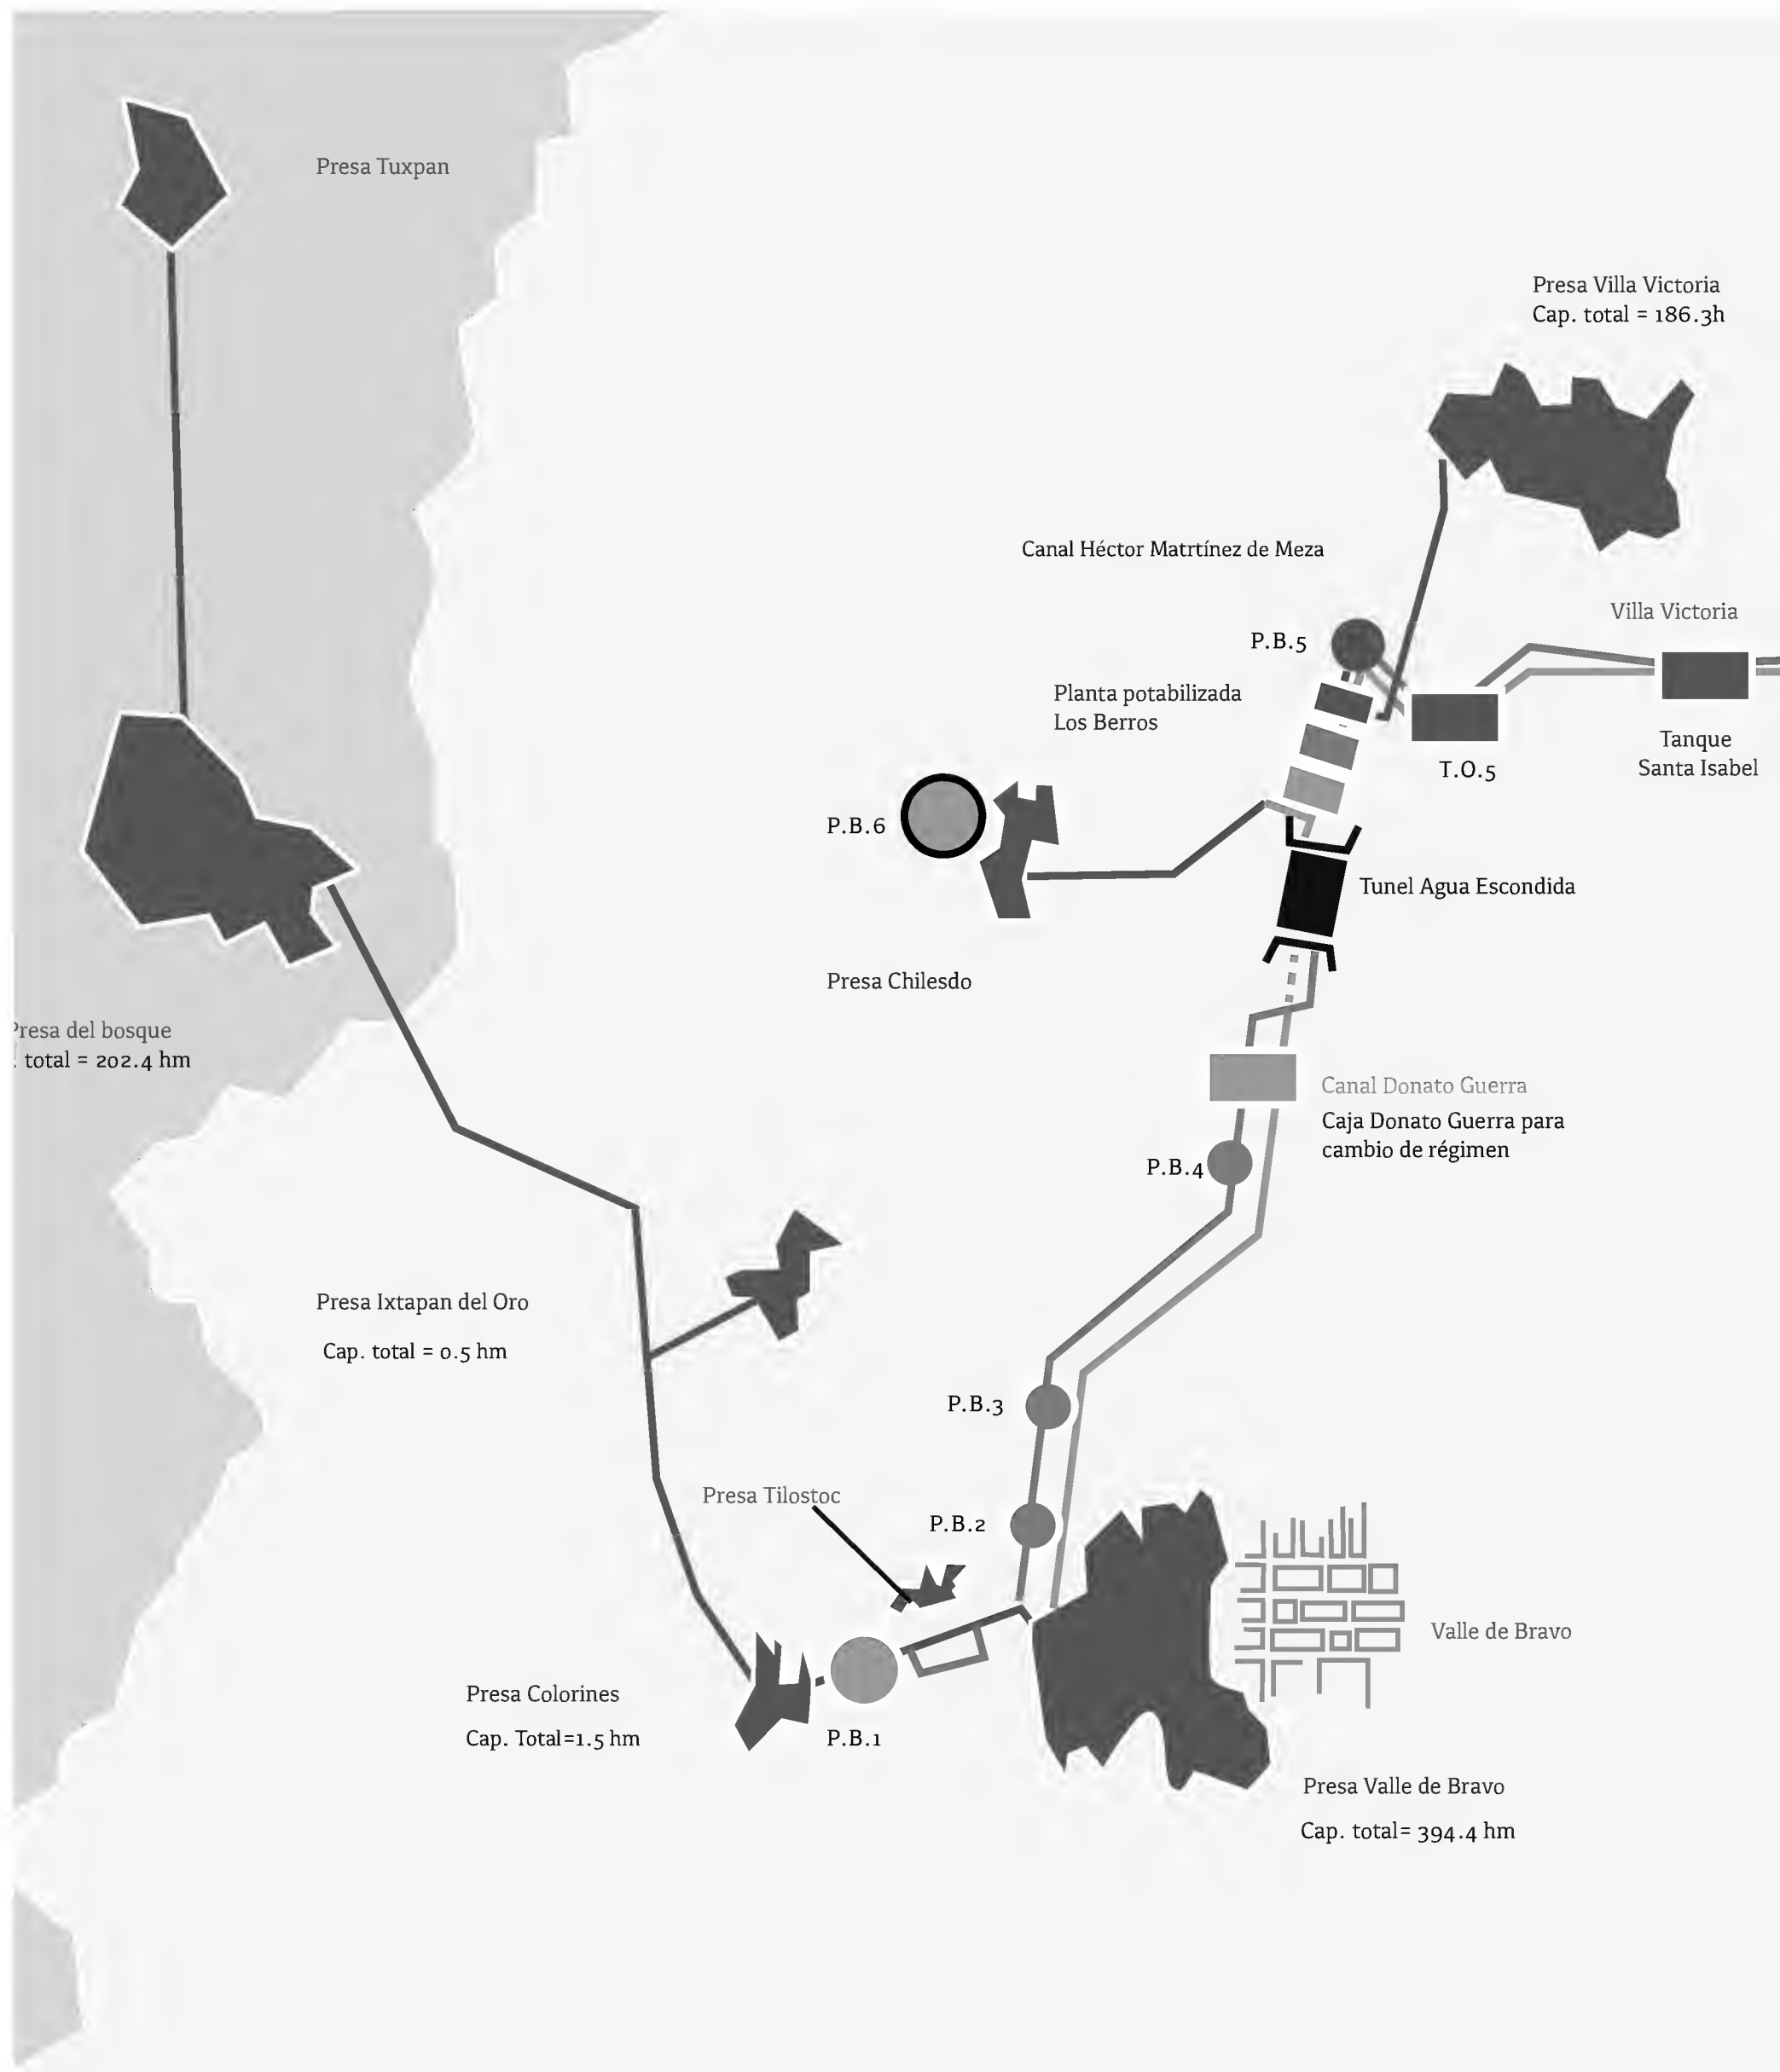 Presa Tuxpan
Presa Villa Victoria
Cap. total = 186.3h
Canal Héctor Matrtínez de Meza
Villa Victoria
P.B.5
Planta potabilizada
Los Berros
Tanque
Santa Isabel
T.O.5
P.B.6
Tunel Agua Escondida
Presa Chilesdo
Presa del bosque
. total = 202.4 hm
Canal Donato Guerra
Caja Donato Guerra para
cambio de régimen
P.B.4
Presa Ixtapan del Oro
Cap. total = 0.5 hm
P.B.3
Presa Tilostoc
P.B.2
Valle de Bravo
Presa Colorines
Cap. Total=1.5 hm
P.B.1
Presa Valle de Bravo
Cap. total= 394.4 hm